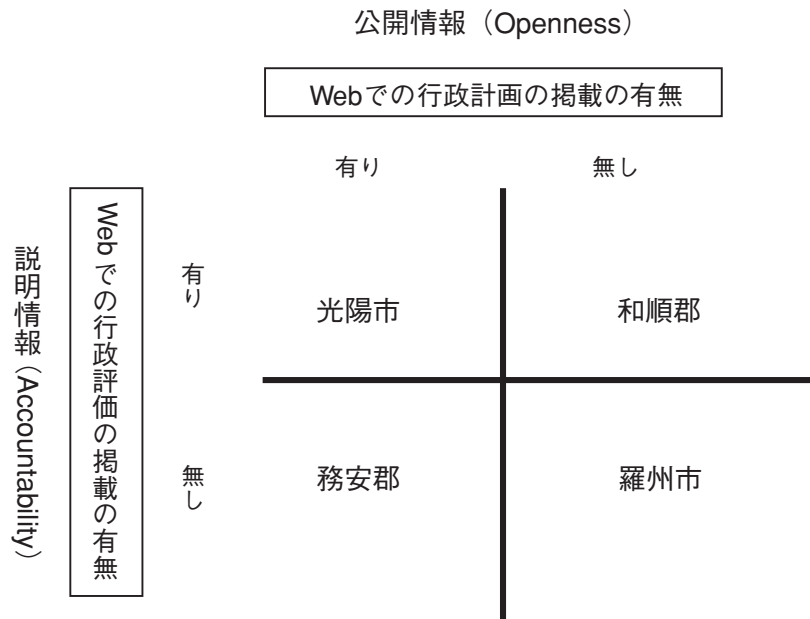 公開情報（Openness）
Webでの行政計画の掲載の有無
有り
無し
説明情報（Accountability）
Webでの行政評価の掲載の有無
有り
光陽市
和順郡
無し
務安郡
羅州市